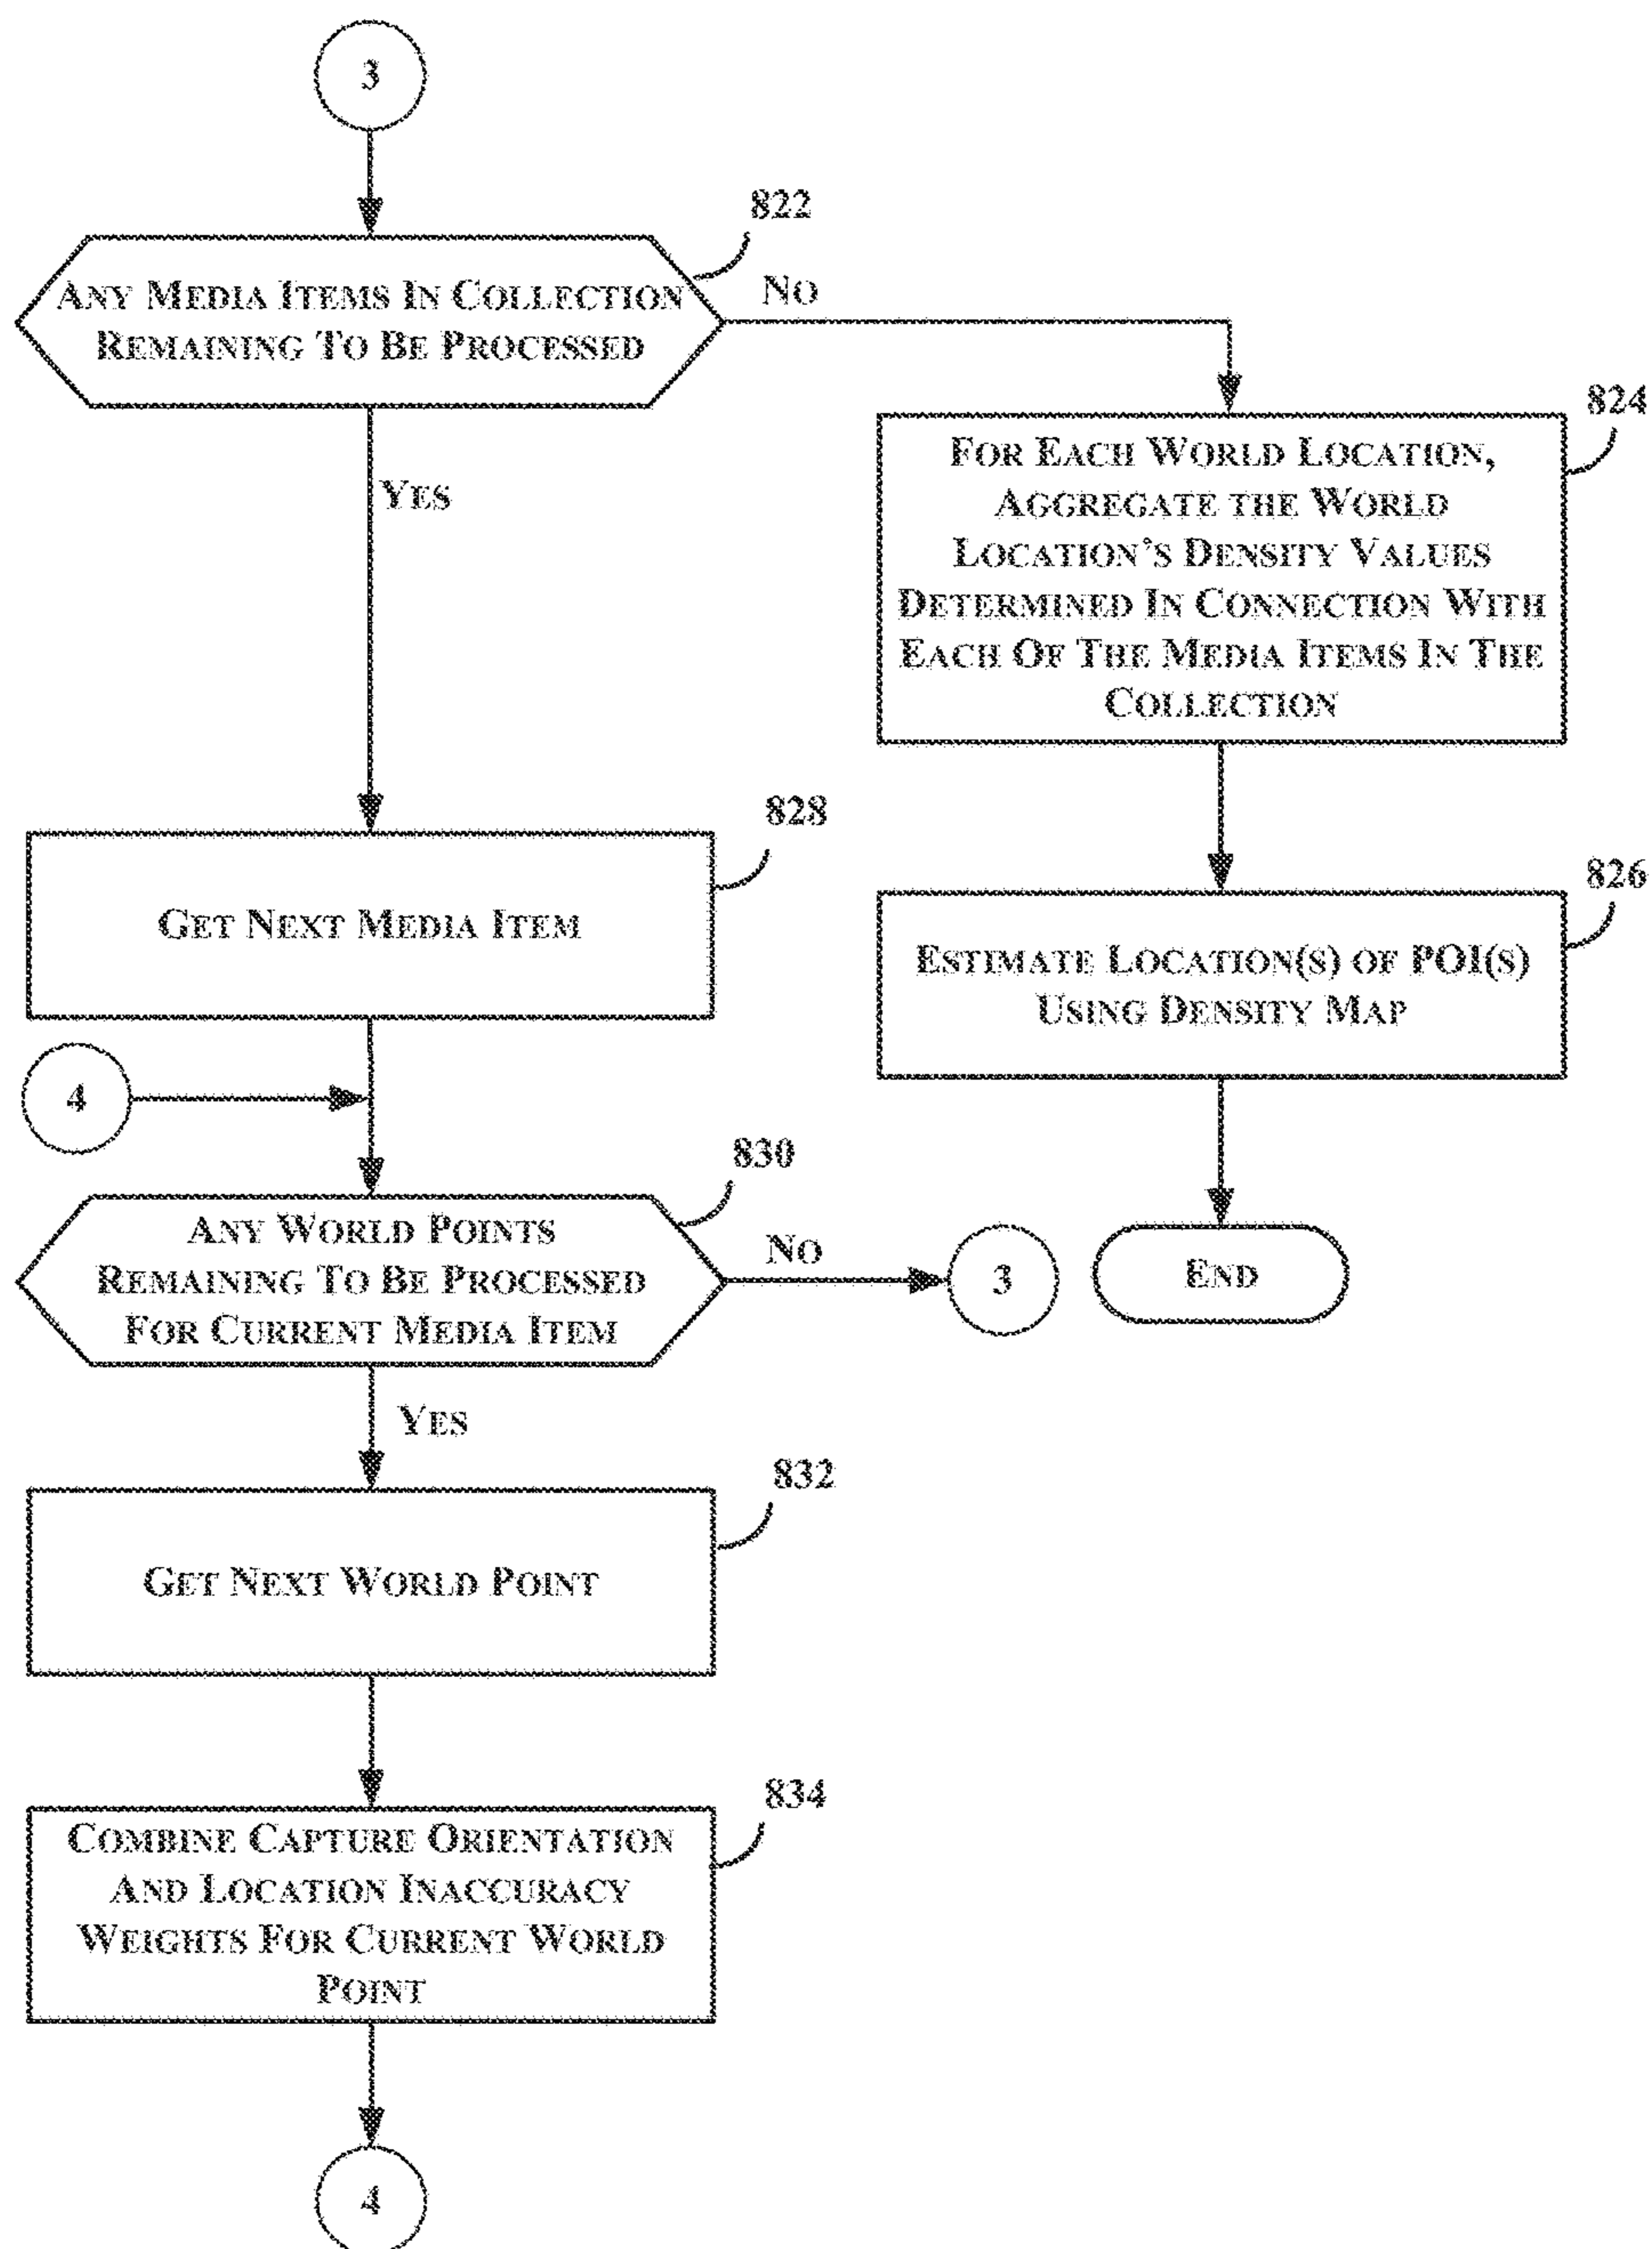 3
822
ANY MEDIA ITEMS IN COLLECTION
REMAINING TO BE PROCESSED
NO
YES
824
FOR EACH WORLD LOCATION,
AGGREGATE THE WORLD
LOCATION'S DENSITY VALUES
DETERMINED IN CONNECTION WITH
EACH OF THE MEDIA ITEMS IN THE
COLLECTION
828
GET NEXT MEDIA ITEM
826
ESTIMATE LOCATION(S) OF POI(S)
USING DENSITY MAP
4
830
ANY WORLD POINTS
REMAINING TO BE PROCESSED
FOR CURRENT MEDIA ITEM
NO
3
END
YES
832
GET NEXT WORLD POINT
834
COMBINE CAPTURE ORIENTATION
AND LOCATION INACCURACY
WEIGHTS FOR CURRENT WORLD
POINT
4